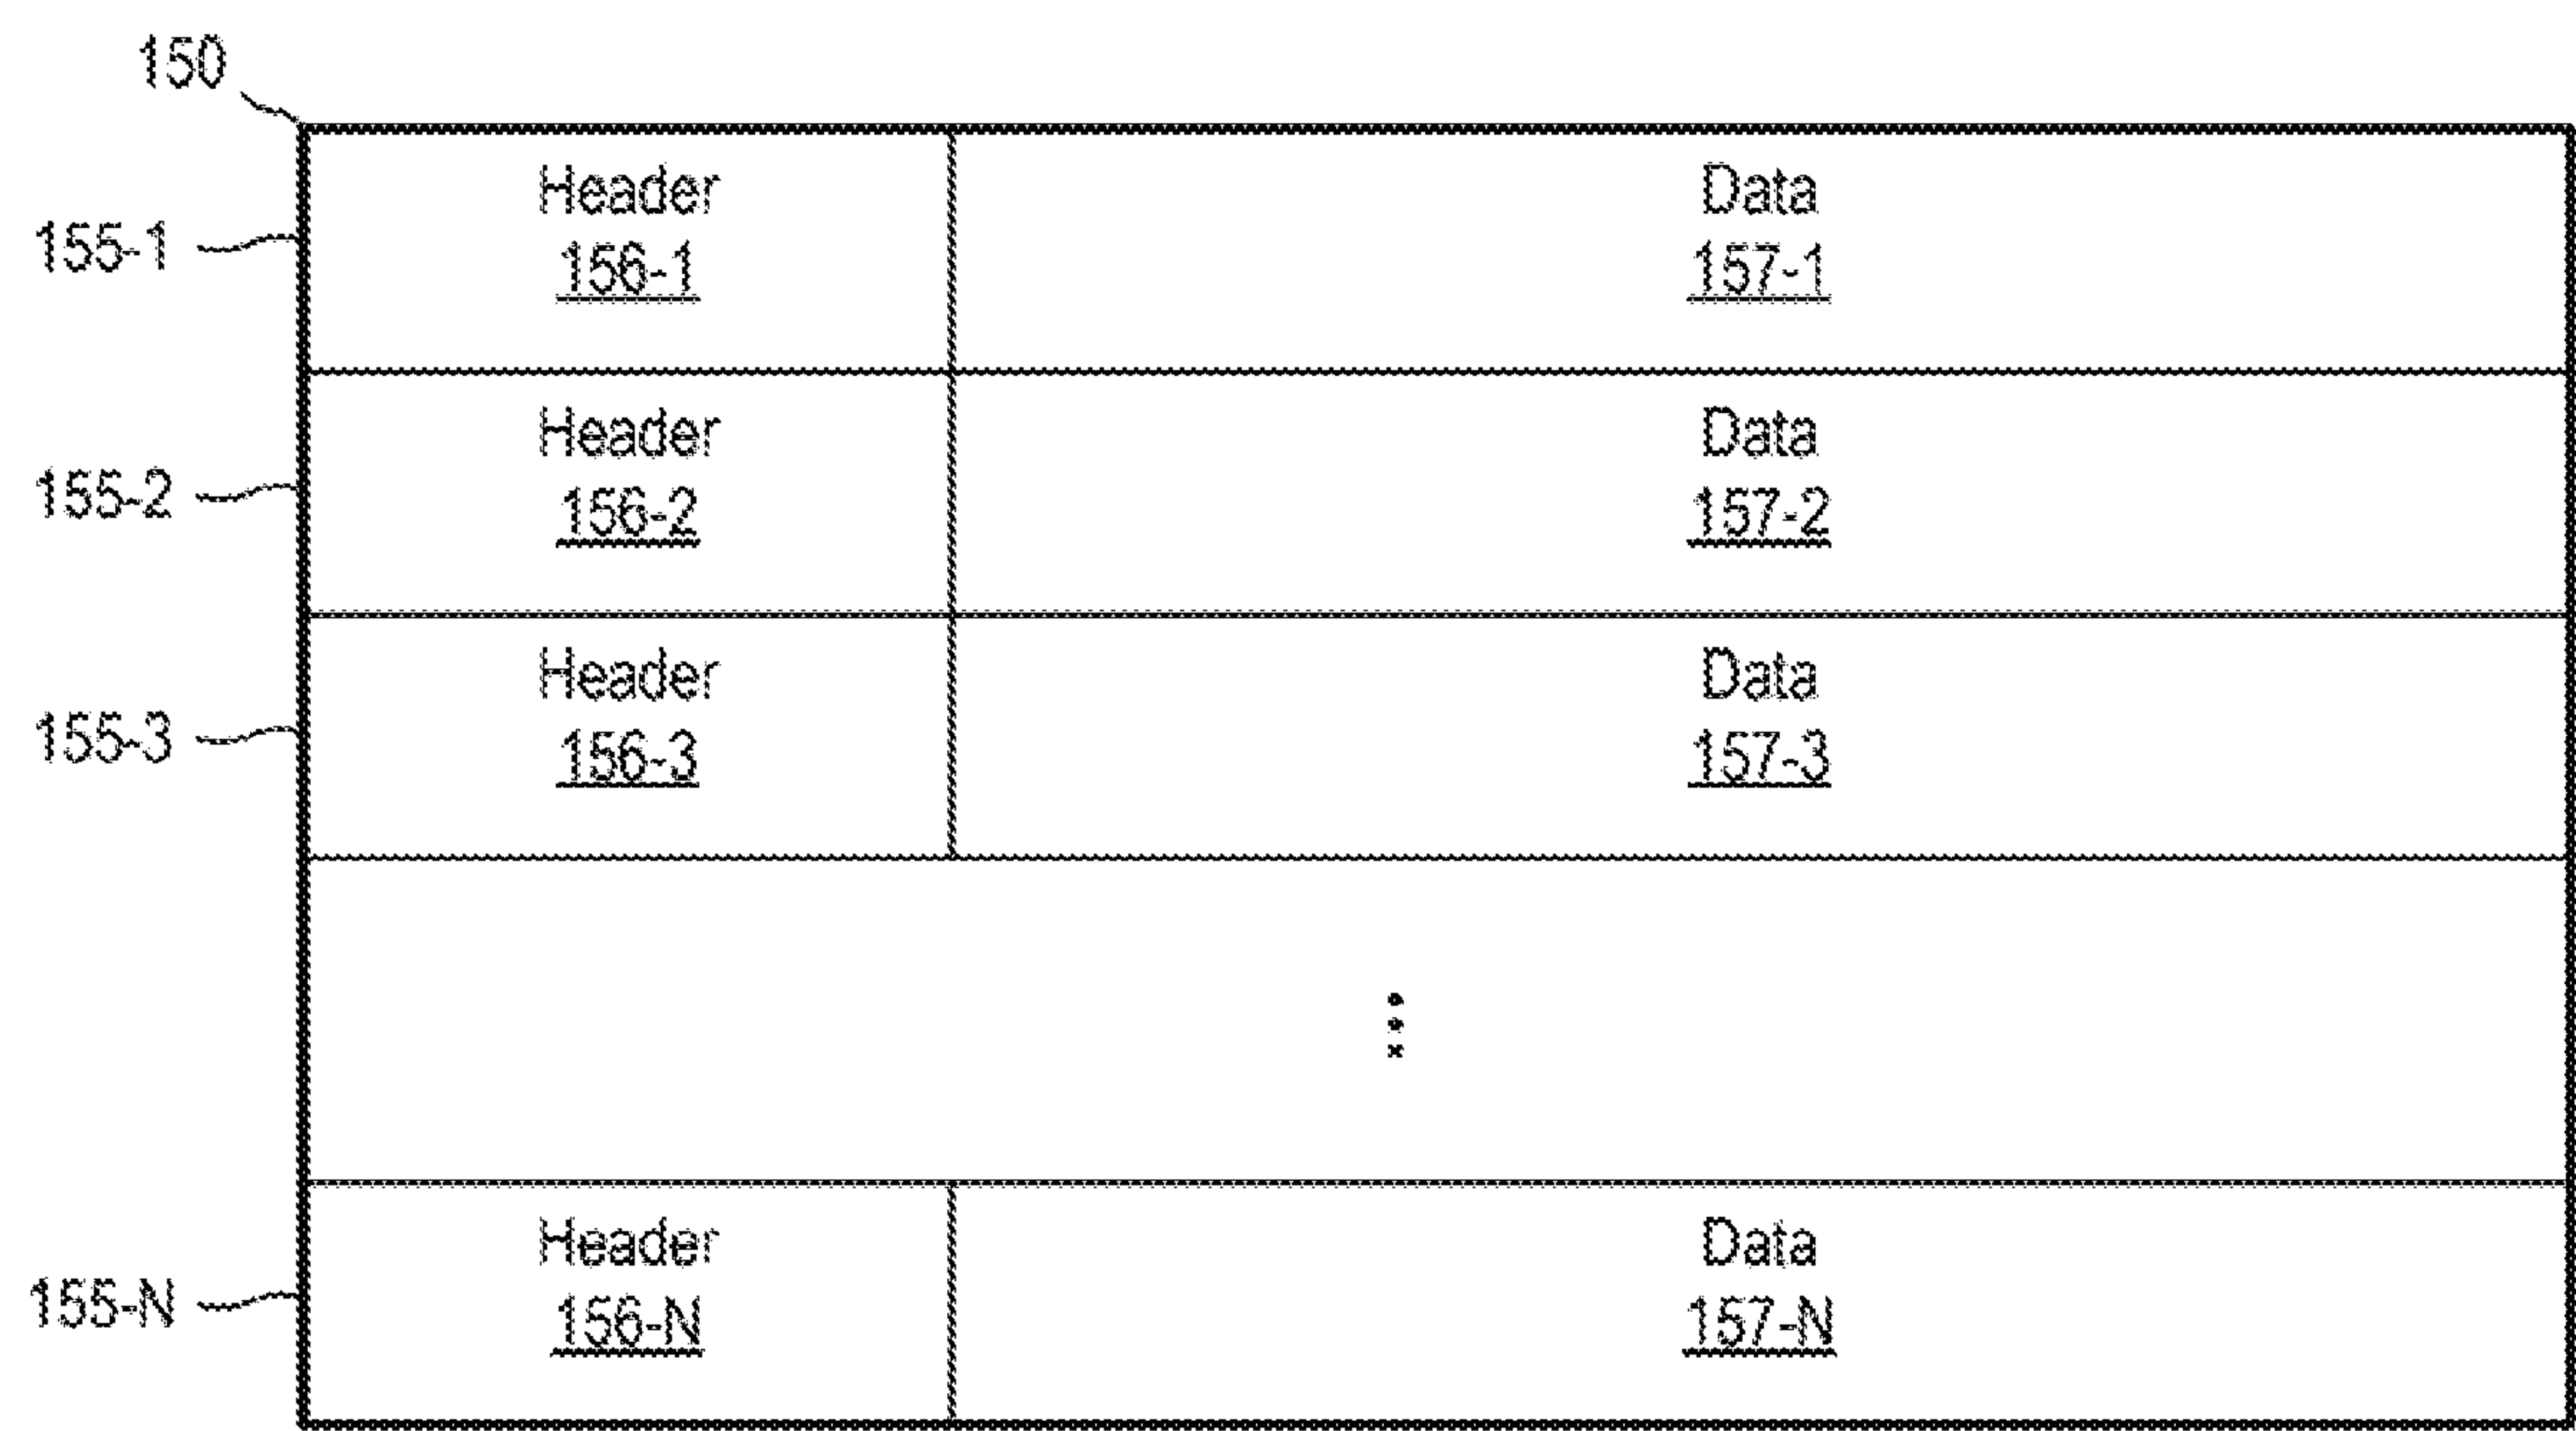 150
Header Data
155-1 156-1 157-1
Header Data
155-2 156-2 157-2
Header Data
155-3 156-3 157-3
Header Data
155-N 156-N 157-N